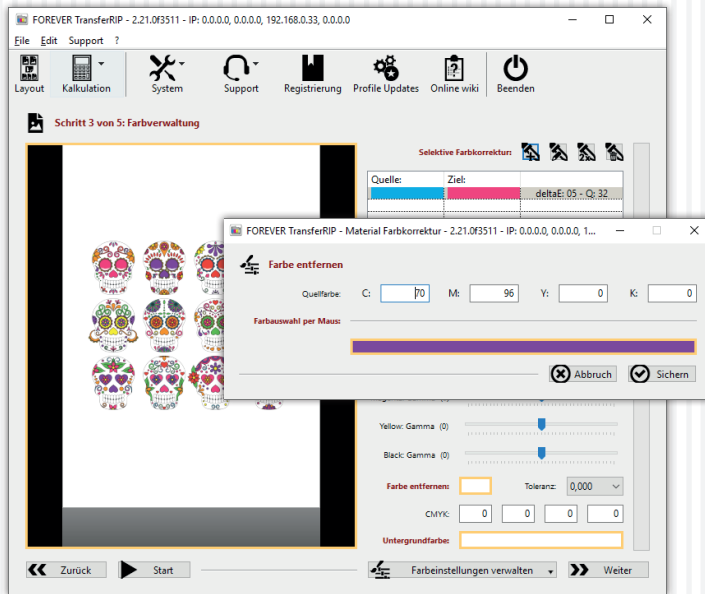 FOREVER TransferRIP - 2.21.0f3511 - IP: 0.0.0.0, 0.0.0.0, 192.168.0.33, 0.0.0.0
File Edit Support ?
Layout Kalkulation System Support Registrierung Profile Updates Online wiki Beenden
Schritt 3 von 5: Farbverwaltung
Selektive Farbkorrektur:
Quelle: Ziel:
deltaE: 05 - Q: 32
FOREVER TransferRIP - Material Farbkorrektur - 2.21.0f3511 - IP: 0.0.0.0, 0.0.0.0, 1...
Farbe entfernen
Quellfarbe: C: 70 M: 96 Y: 0 K: 0
Farbauswahl per Maus:
Abbruch Sichern
Yellow: Gamma (0)
Black: Gamma (0)
Farbe entfernen: Toleranz: 0,000
CMYK: 0 0 0 0
Untergrundfarbe:
Zurück Start Farbeinstellungen verwalten Weiter